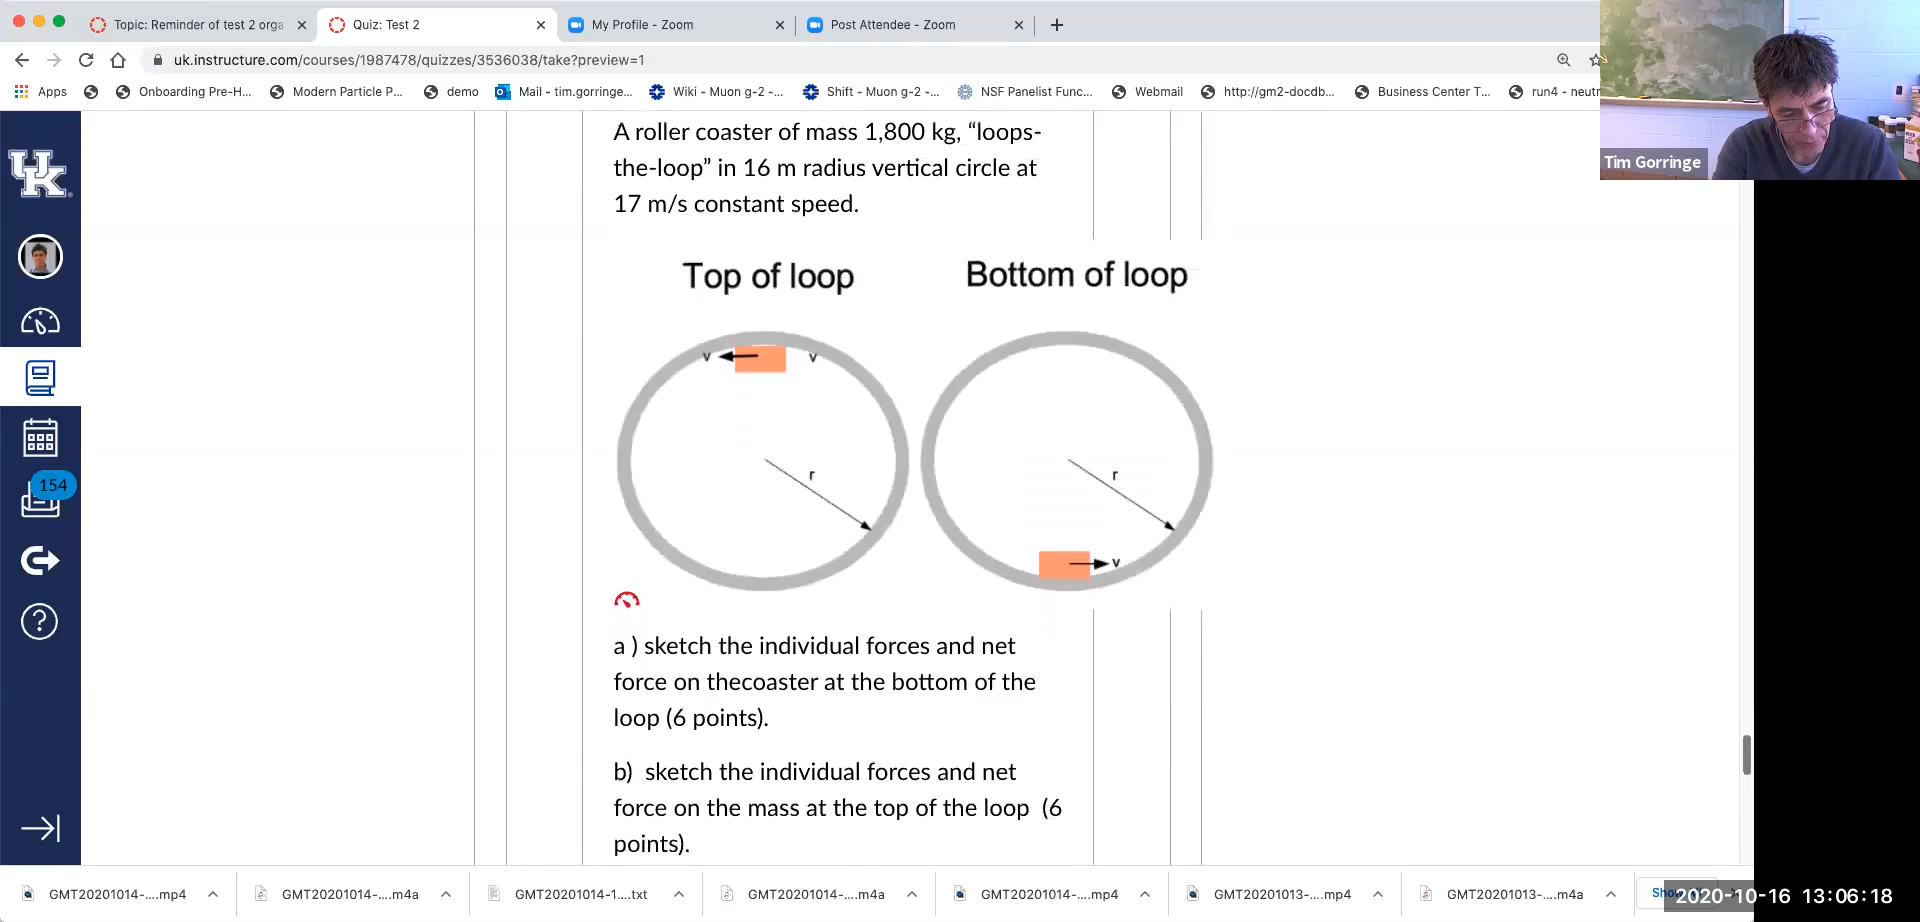 Topic: Reminder of test 2 orga
Quiz: Test 2
My Profile - Zoom
Post Attendee - Zoom
uk.instructure.com/courses/1987478/quizzes/3536038/take?preview=1
Apps
Onboarding Pre-H...
Modern Particle P...
demo
Mail - tim.gorringe...
Wiki - Muon g-2 -...
Shift - Muon g-2 -...
NSF Panelist Func...
Webmail
http://gm2-docdb...
Business Center T...
run4 - neutr
Tim Gorringe
UK
154
A roller coaster of mass 1,800 kg, “loops-
the-loop” in 16 m radius vertical circle at
17 m/s constant speed.
Top of loop
Bottom of loop
v
v
r
r
v
a ) sketch the individual forces and net
force on thecoaster at the bottom of the
loop (6 points).
b) sketch the individual forces and net
force on the mass at the top of the loop (6
points).
GMT20201014-....mp4
GMT20201014-....m4a
GMT20201014-1....txt
GMT20201014-....m4a
GMT20201014-....mp4
GMT20201013-....mp4
GMT20201013-....m4a
2020-10-16 13:06:18